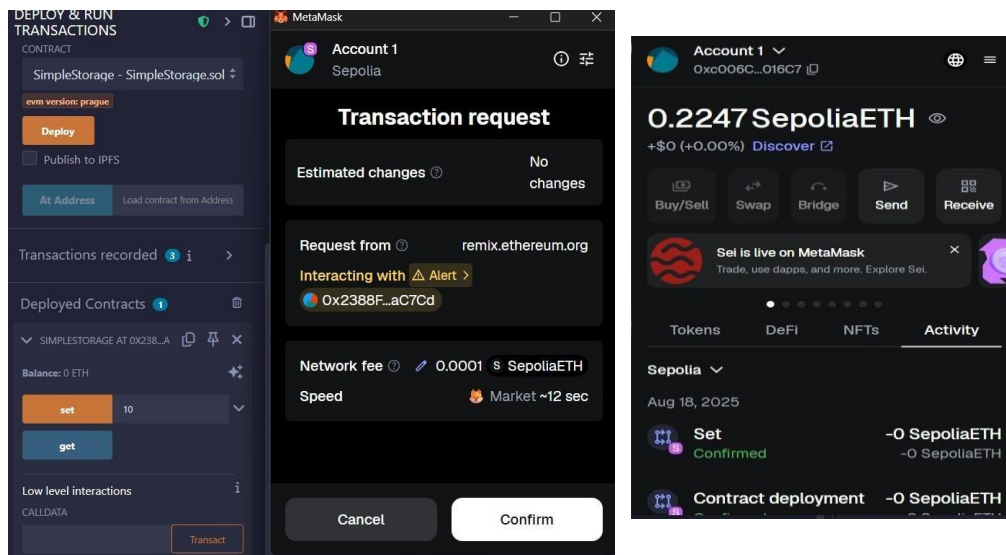 DEPLOY & RUN
TRANSACTIONS
CONTRACT
SimpleStorage - SimpleStorage.sol
evm version: prague
Deploy
Publish to IPFS
At Address
Load contract from Address
Transactions recorded 3 i
Deployed Contracts 1
SIMPLESTORAGE AT 0X238...A
Balance: 0 ETH
set
10
get
Low level interactions
i
CALLDATA
Transact
MetaMask
S
Account 1
Sepolia
Transaction request
Estimated changes
No
changes
Request from
remix.ethereum.org
Interacting with Alert >
0x2388F...aC7Cd
Network fee
0.0001 S SepoliaETH
Speed
Market ~12 sec
Cancel
Confirm
Account 1
0xc006C...016C7
0.2247 SepoliaETH
+$0 (+0.00%) Discover
Buy/Sell
Swap
Bridge
Send
Receive
Sei is live on MetaMask
Trade, use dapps, and more. Explore Sei.
Tokens
DeFi
NFTs
Activity
Sepolia
Aug 18, 2025
Set
-0 SepoliaETH
S
Confirmed
-0 SepoliaETH
Contract deployment
-0 SepoliaETH
S